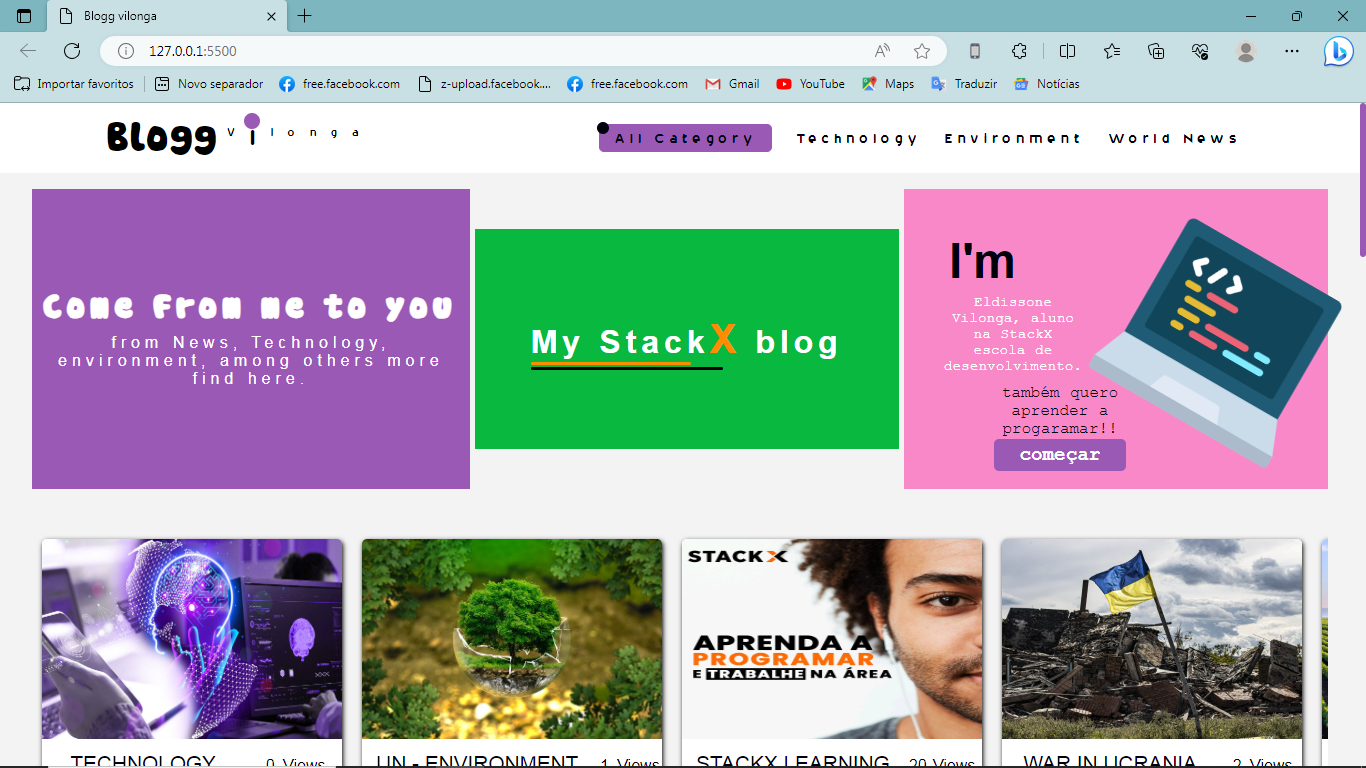 Blogg vilonga
127.0.0.1:5500
Importar favoritos
Novo separador
free.facebook.com
z-upload.facebook....
free.facebook.com
Gmail
YouTube
Maps
Traduzir
Notícias
Blogg Vilonga
All Category
Technology
Environment
World News
Come From me to you
from News, Technology,
environment, among others more
find here.
My StackX blog
I'm
Eldissone
Vilonga, aluno
na StackX
escola de
desenvolvimento.
também quero
aprender a
progaramar!!
começar
</>
STACKX
APRENDA A
PROGRAMAR
E TRABALHE NA ÁREA
TECHNOLOGY
0 Views
UN - ENVIRONMENT
1 Views
STACKX LEARNING
20 Views
WAR IN UCRANIA
2 Views